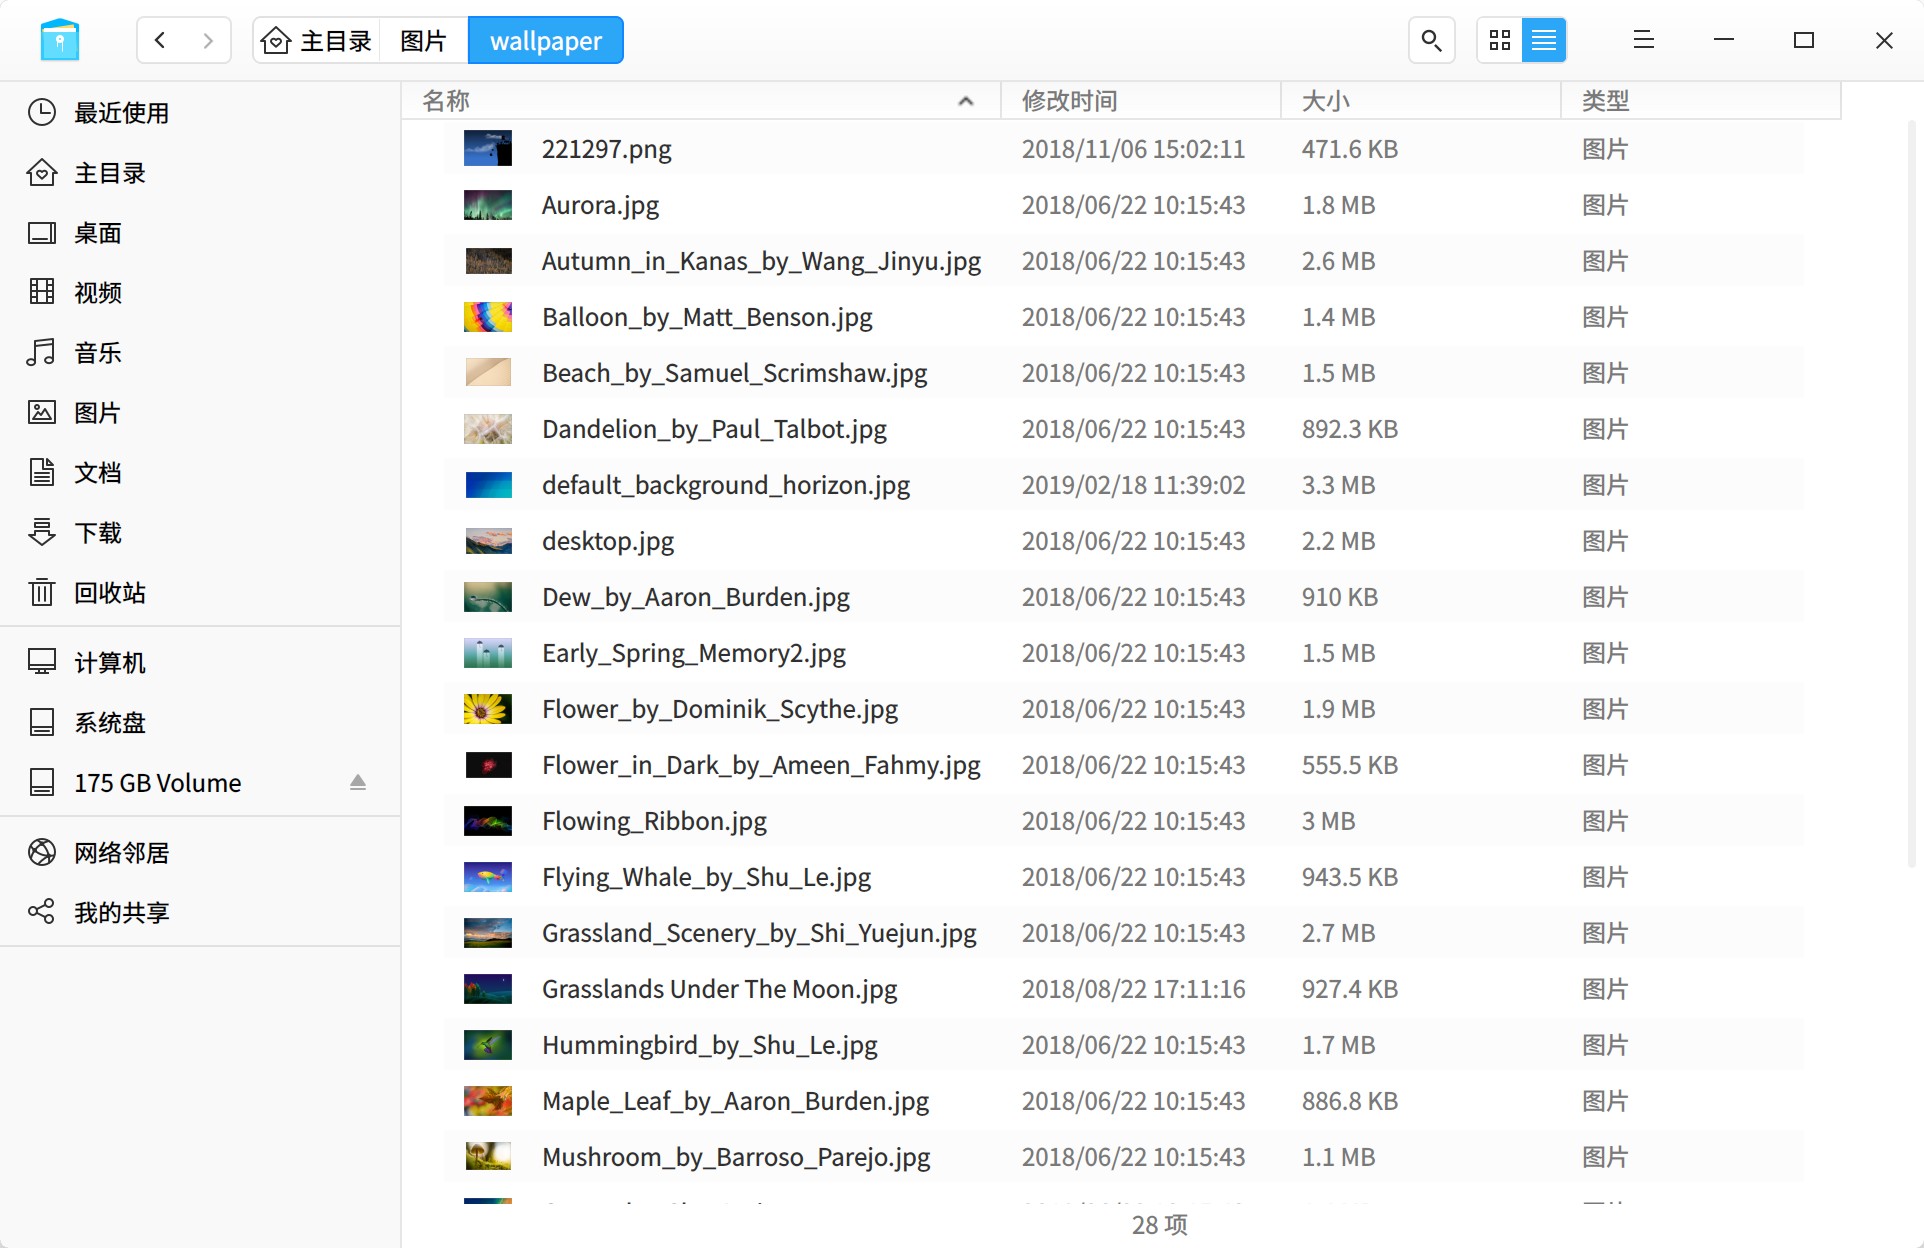 主目录 图片 wallpaper
最近使用
主目录
桌面
视频
音乐
图片
文档
下载
回收站
计算机
系统盘
175 GB Volume
网络邻居
我的共享
名称 修改时间 大小 类型
221297.png 2018/11/06 15:02:11 471.6 KB 图片
Aurora.jpg 2018/06/22 10:15:43 1.8 MB 图片
Autumn_in_Kanas_by_Wang_Jinyu.jpg 2018/06/22 10:15:43 2.6 MB 图片
Balloon_by_Matt_Benson.jpg 2018/06/22 10:15:43 1.4 MB 图片
Beach_by_Samuel_Scrimshaw.jpg 2018/06/22 10:15:43 1.5 MB 图片
Dandelion_by_Paul_Talbot.jpg 2018/06/22 10:15:43 892.3 KB 图片
default_background_horizon.jpg 2019/02/18 11:39:02 3.3 MB 图片
desktop.jpg 2018/06/22 10:15:43 2.2 MB 图片
Dew_by_Aaron_Burden.jpg 2018/06/22 10:15:43 910 KB 图片
Early_Spring_Memory2.jpg 2018/06/22 10:15:43 1.5 MB 图片
Flower_by_Dominik_Scythe.jpg 2018/06/22 10:15:43 1.9 MB 图片
Flower_in_Dark_by_Ameen_Fahmy.jpg 2018/06/22 10:15:43 555.5 KB 图片
Flowing_Ribbon.jpg 2018/06/22 10:15:43 3 MB 图片
Flying_Whale_by_Shu_Le.jpg 2018/06/22 10:15:43 943.5 KB 图片
Grassland_Scenery_by_Shi_Yuejun.jpg 2018/06/22 10:15:43 2.7 MB 图片
Grasslands Under The Moon.jpg 2018/08/22 17:11:16 927.4 KB 图片
Hummingbird_by_Shu_Le.jpg 2018/06/22 10:15:43 1.7 MB 图片
Maple_Leaf_by_Aaron_Burden.jpg 2018/06/22 10:15:43 886.8 KB 图片
Mushroom_by_Barroso_Parejo.jpg 2018/06/22 10:15:43 1.1 MB 图片
28 项